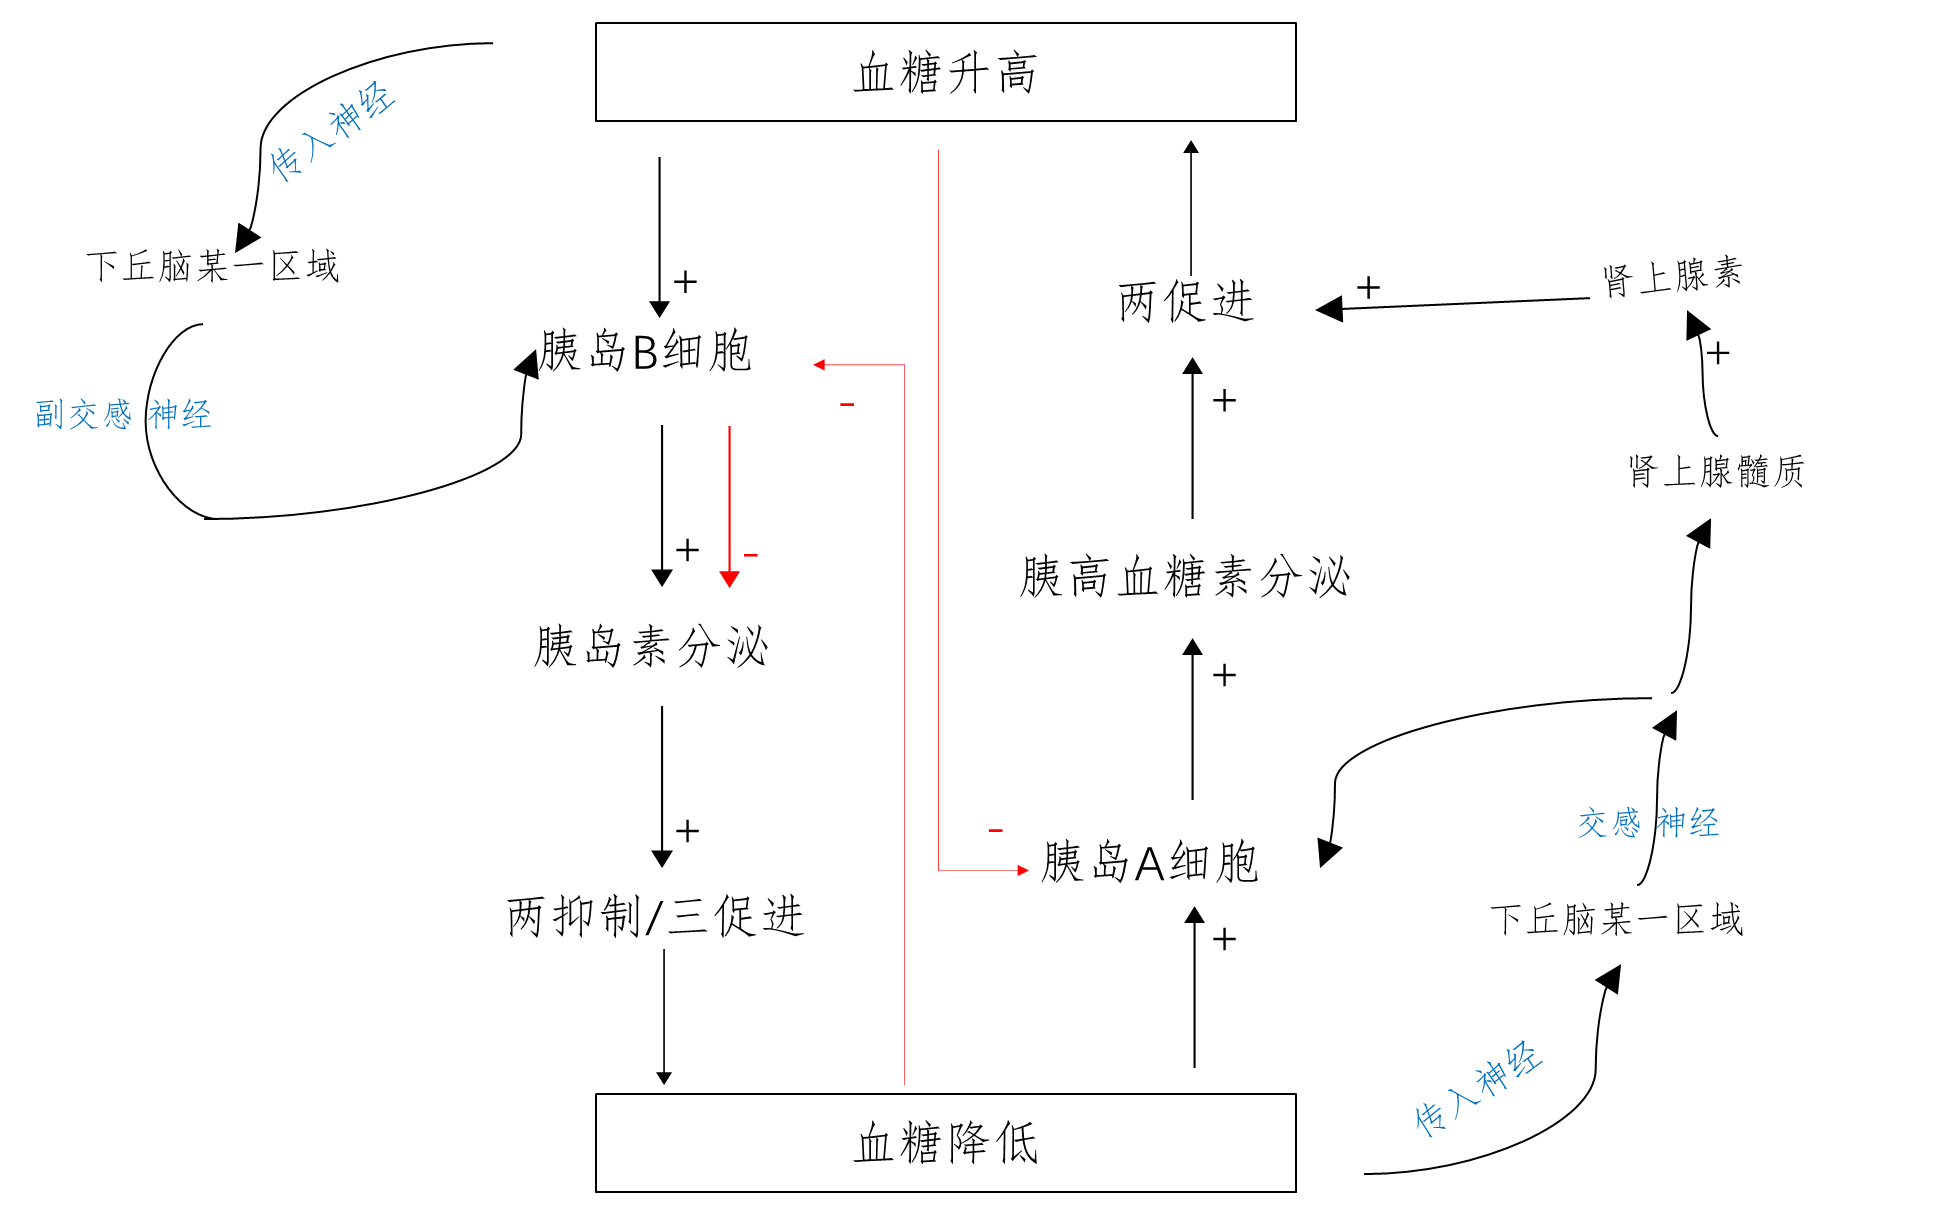 血糖升高
传入神经
下丘脑某一区域
副交感 神经
+
胰岛B细胞
-
+
-
胰岛素分泌
+
两抑制/三促进
两促进
+
肾上腺素
+
肾上腺髓质
+
胰高血糖素分泌
+
-
胰岛A细胞
+
交感 神经
下丘脑某一区域
传入神经
血糖降低